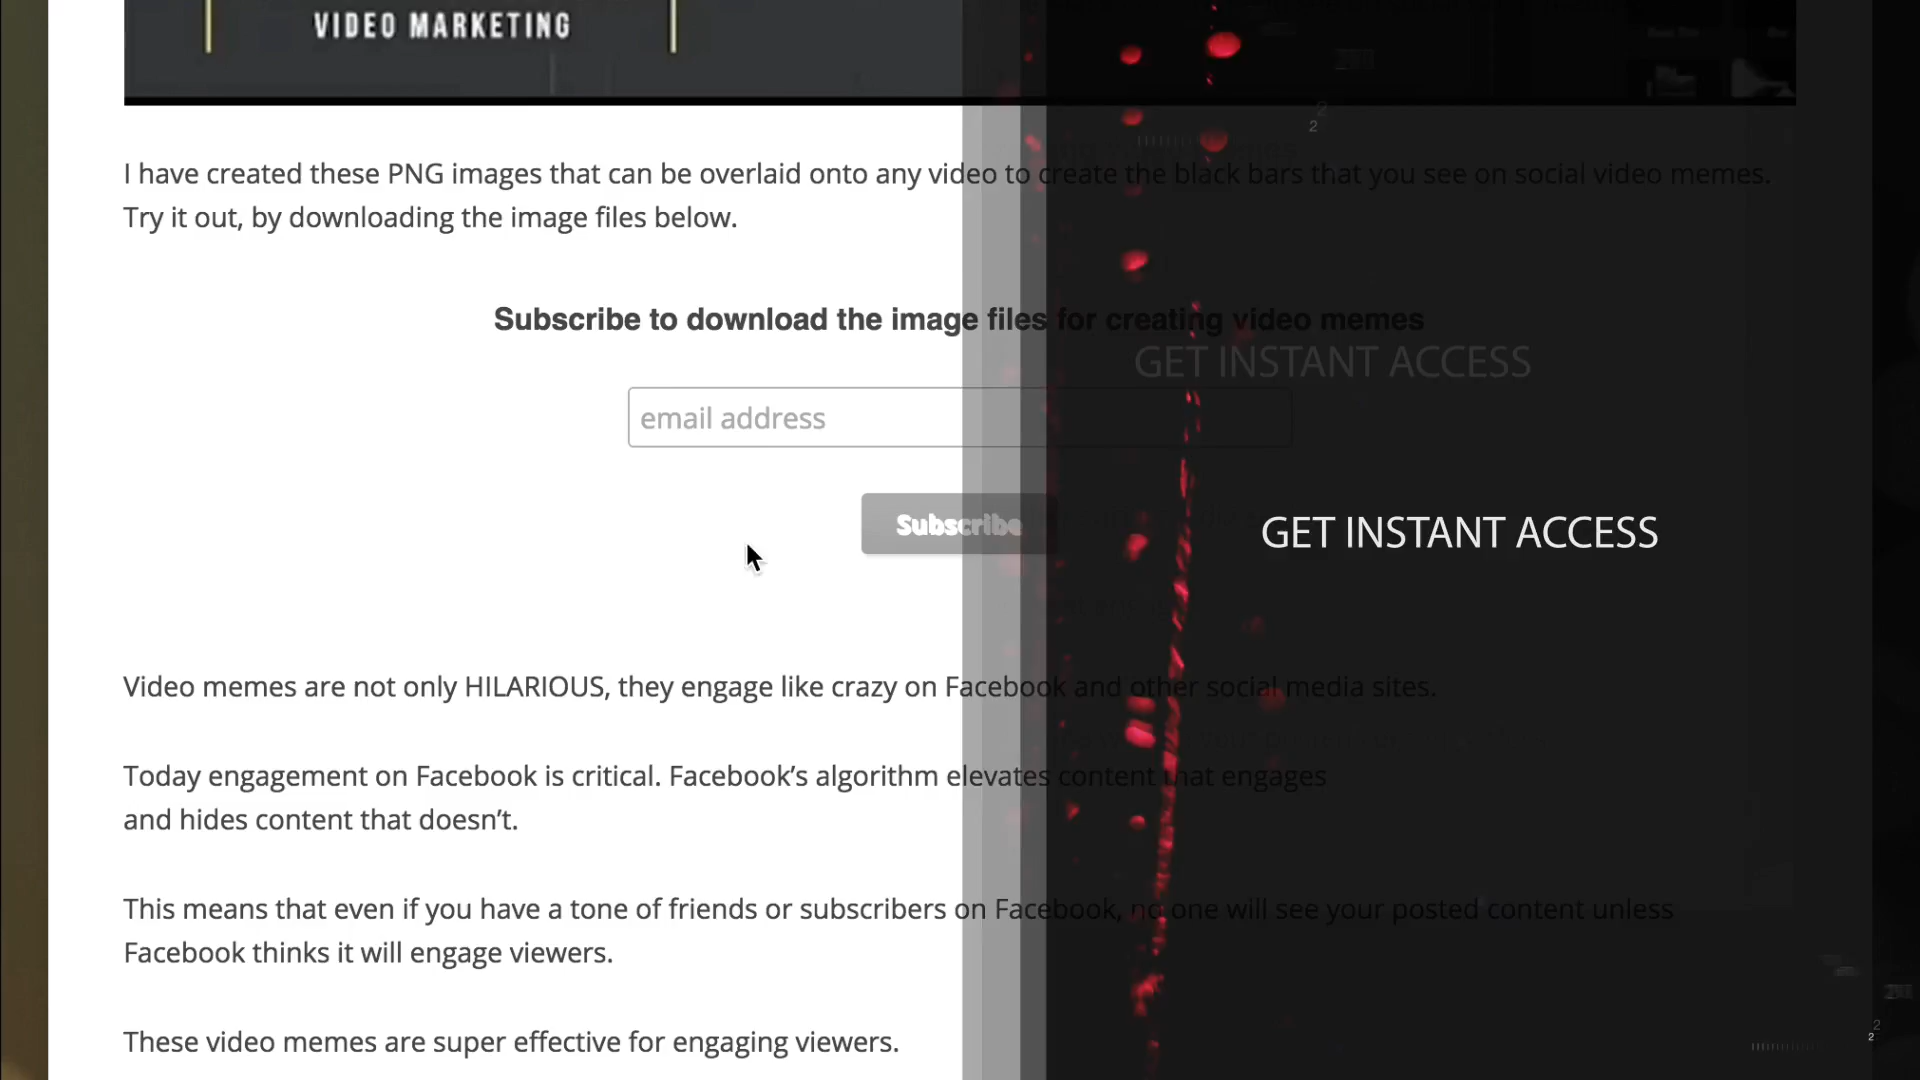 VIDEO MARKETING
I have created these PNG images that can be overlaid onto any video to create the black bars that you see on social video memes.
Try it out, by downloading the image files below.
Subscribe to download the image files for creating video memes
GET INSTANT ACCESS
email address
Subscribe
GET INSTANT ACCESS
Video memes are not only HILARIOUS, they engage like crazy on Facebook and other social media sites.
Today engagement on Facebook is critical. Facebook’s algorithm elevates content that engages
and hides content that doesn’t.
This means that even if you have a tone of friends or subscribers on Facebook, no one will see your posted content unless
Facebook thinks it will engage viewers.
These video memes are super effective for engaging viewers.